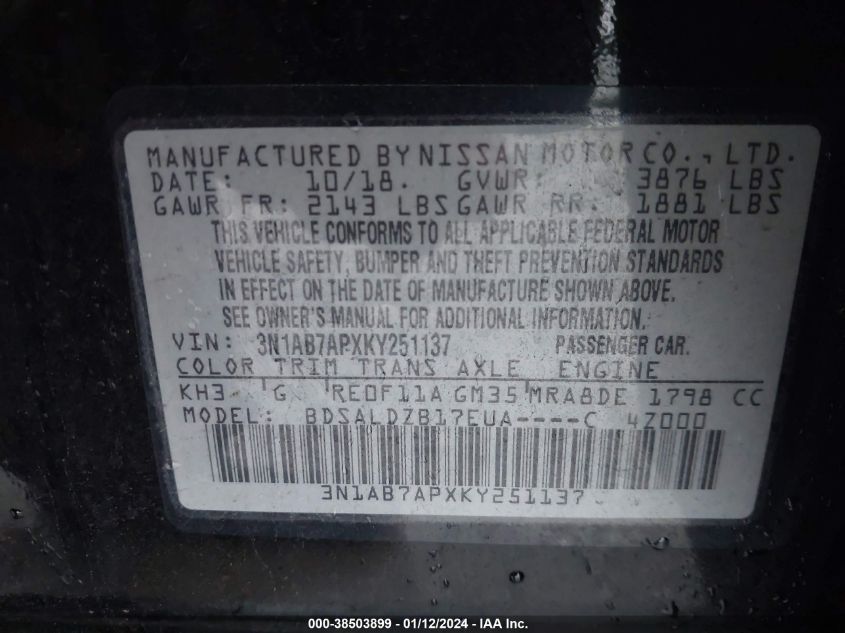 MANUFACTURED BY NISSAN MOTOR CO., LTD.
DATE: 10/18. GVWR: 3876 LBS
GAWR FR: 2143 LBS GAWR RR: 1881 LBS
THIS VEHICLE CONFORMS TO ALL APPLICABLE FEDERAL MOTOR
VEHICLE SAFETY, BUMPER AND THEFT PREVENTION STANDARDS
IN EFFECT ON THE DATE OF MANUFACTURE SHOWN ABOVE.
SEE OWNER'S MANUAL FOR ADDITIONAL INFORMATION.
VIN: 3N1AB7APXKY251137 PASSENGER CAR.
COLOR TRIM TRANS AXLE ENGINE
KH3 G RE0F11A GM35 MRA8DE 1798 CC
MODEL: BDSALDZB17EUA----C 4Z000
3N1AB7APXKY251137
000-38503899 - 01/12/2024 - IAA Inc.